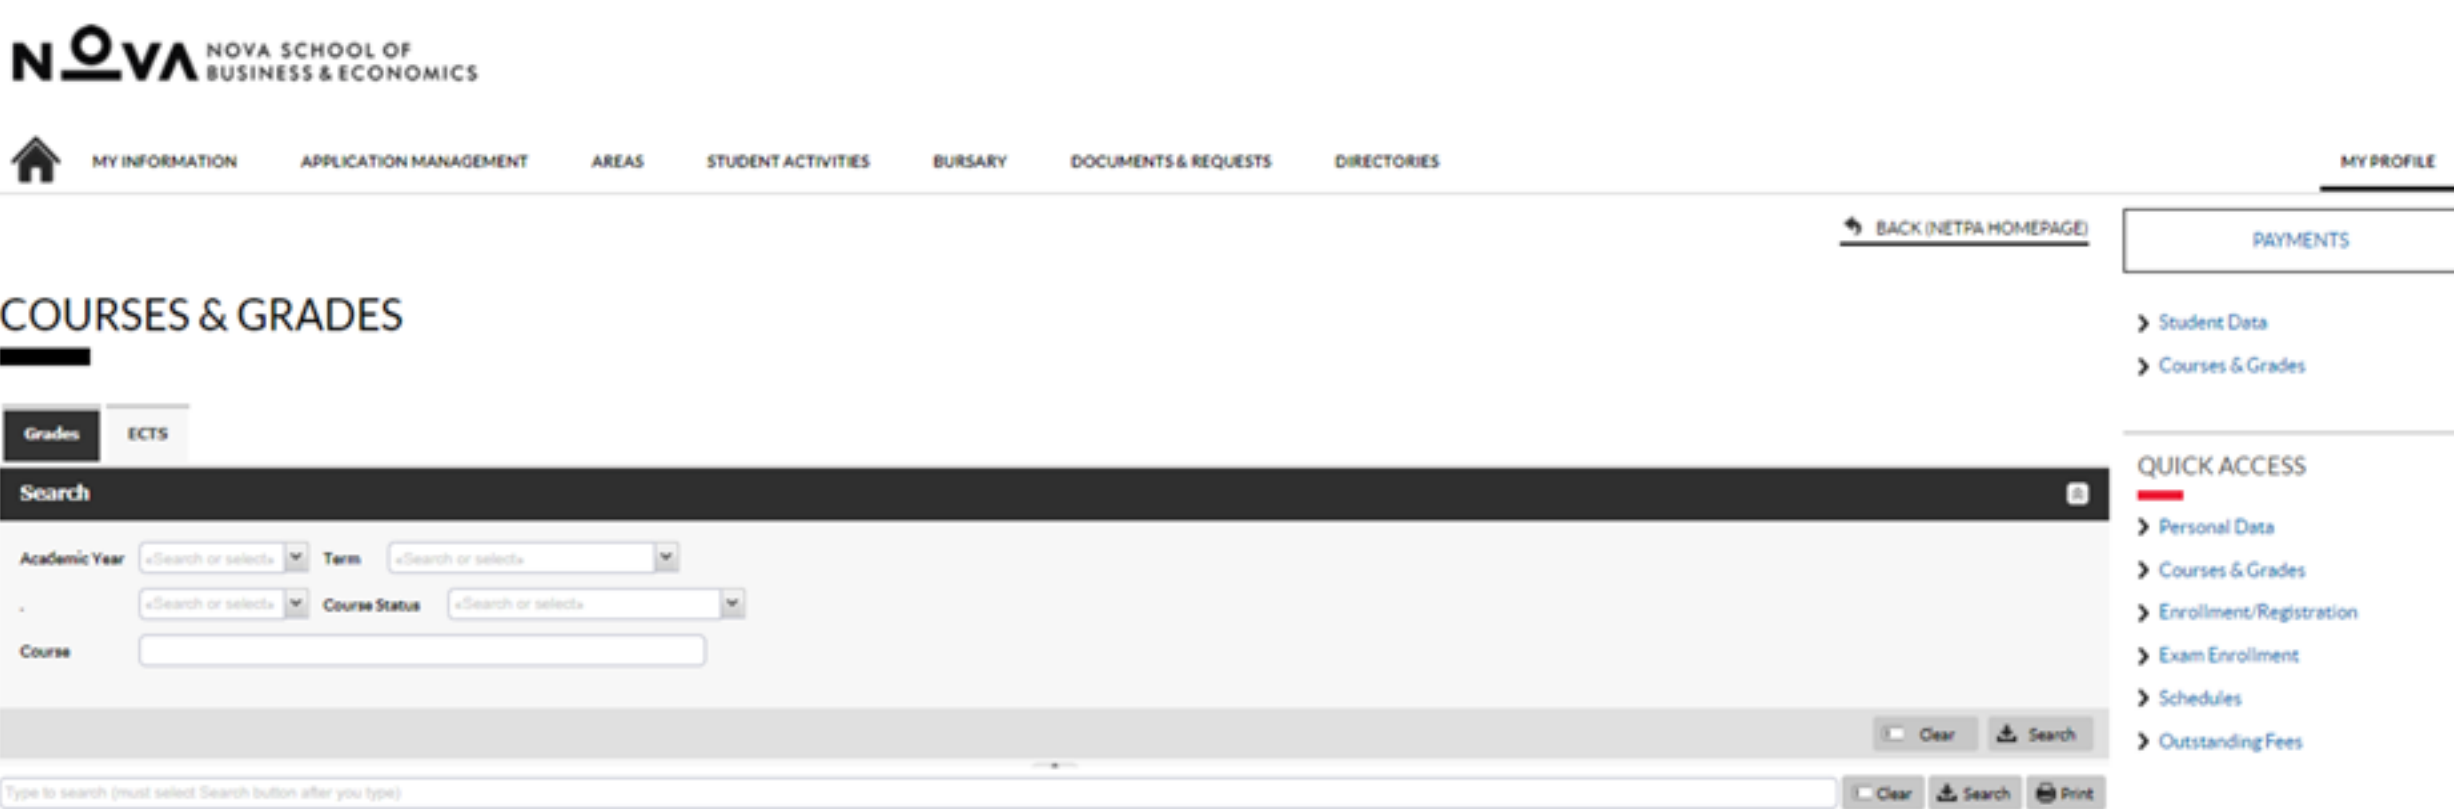 NOVA NOVA SCHOOL OF
BUSINESS & ECONOMICS
MY INFORMATION APPLICATION MANAGEMENT AREAS STUDENT ACTIVITIES BURSARY DOCUMENTS & REQUESTS DIRECTORIES MY PROFILE
BACK (NETPA HOMEPAGE)
PAYMENTS
COURSES & GRADES
Student Data
Courses & Grades
Grades ECTS
Search
QUICK ACCESS
Personal Data
Courses & Grades
Enrollment/Registration
Exam Enrollment
Schedules
Outstanding Fees
Academic Year «Search or select» Term «Search or select»
. «Search or select» Course Status «Search or select»
Course
Clear Search
Type to search (must select Search button after you type) Clear Search Print